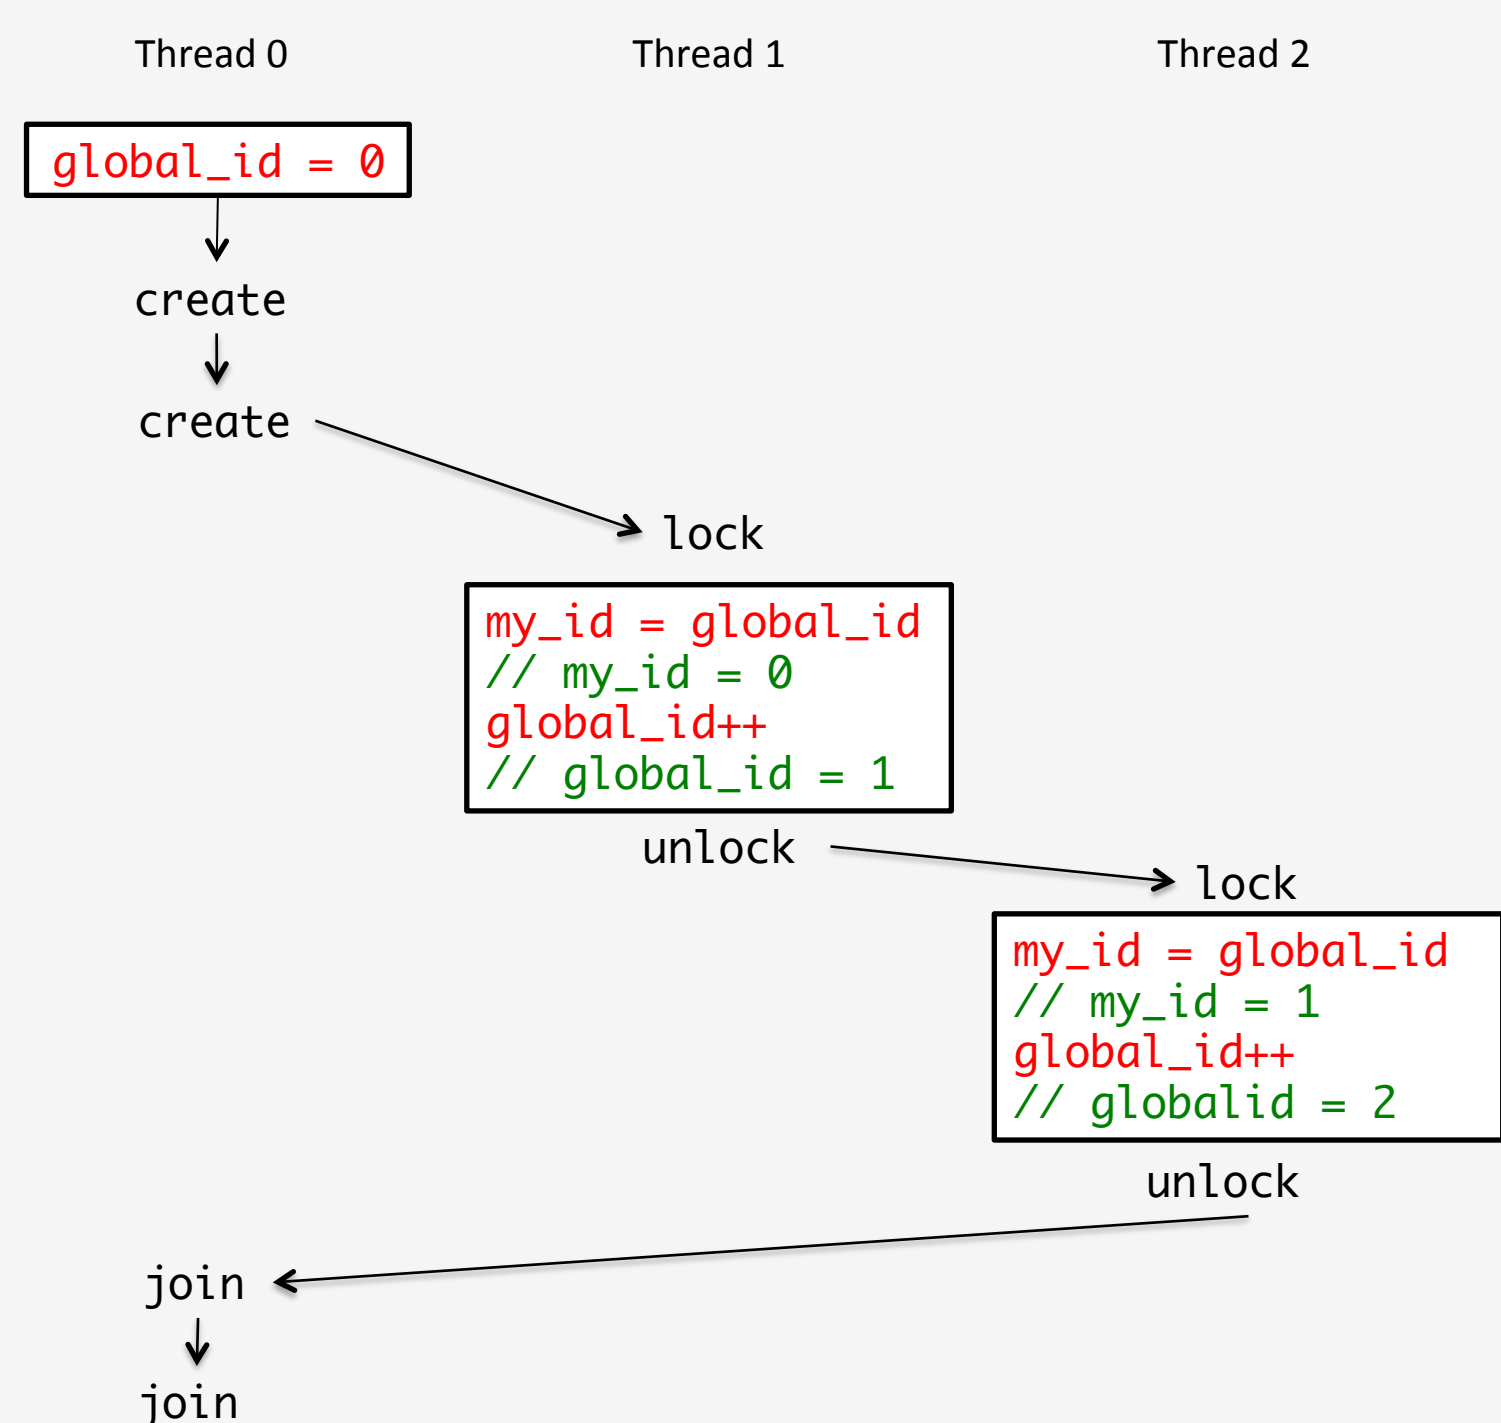 Thread 0
Thread 1
Thread 2
global_id = 0
create
create
lock
my_id = global_id
// my_id = 0
global_id++
// global_id = 1
unlock
lock
my_id = global_id
// my_id = 1
global_id++
// globalid = 2
unlock
join
join